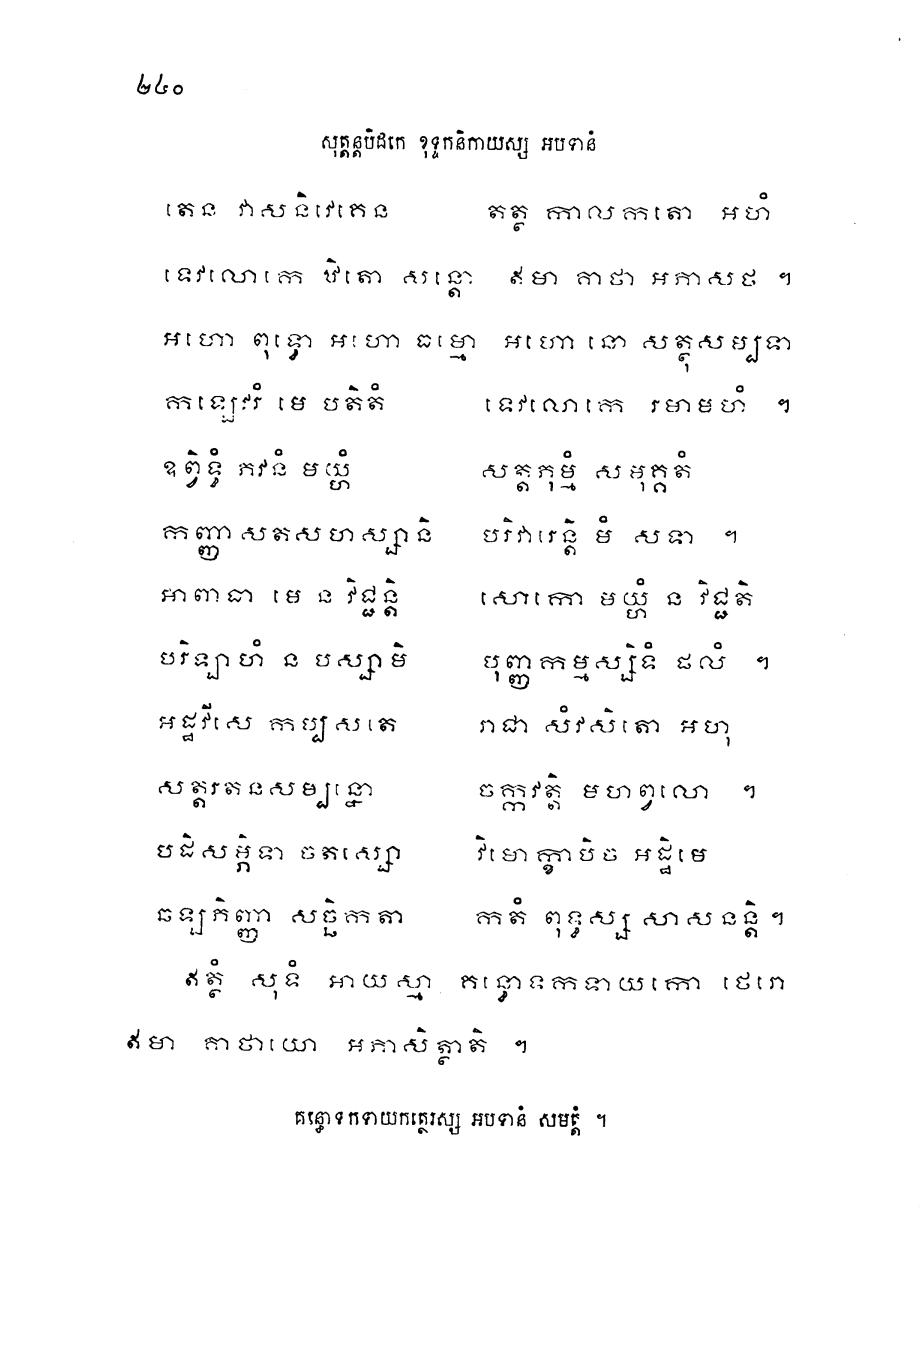 ២៤០
សុត្តន្តបិដកេ ខុទ្ទកនិកាយស្ស អបទានំ
តេន វាសនិវេគេន តត្ថ កាលកតោ អហំ
ទេវលោកេ ឋិតោ សន្តោ ឥមា គាថា អភាសថ ។
អហោ ពុទ្ធោ អហោ ធម្មោ អហោ នោ សត្ថុសម្បទា
កឡេវរំ មេ បតិតំ ទេវលោកេ រមាមហំ ។
ឧព្វិទ្ធំ ភវនំ មយ្ហំ សត្តភុម្មំ សមុគ្គតំ
កញ្ញាសតសហស្សានិ បរិវារេន្តិ មំ សទា ។
អាពាធា មេ ន វិជ្ជន្តិ សោកោ មយ្ហំ ន វិជ្ជតិ
បរិឡាហំ ន បស្សាមិ បុញ្ញកម្មស្សិទំ ផលំ ។
អដ្ឋវីសេ កប្បសតេ រាជា សំវសិតោ អហុ
សត្តរតនសម្បន្នោ ចក្កវត្តិ មហព្វលោ ។
បដិសម្ភិទា ចតស្សោ វិមោក្ខាបិច អដ្ឋិមេ
ឆឡភិញ្ញា សច្ឆិកតា កតំ ពុទ្ធស្ស សាសនន្តិ។
ឥត្ថំ សុទំ អាយស្មា គន្ធោទកទាយកោ ថេរោ
ឥមា គាថាយោ អភាសិត្ថាតិ ។
គន្ធោទកទាយកត្ថេរស្ស អបទានំ សមត្តំ ។